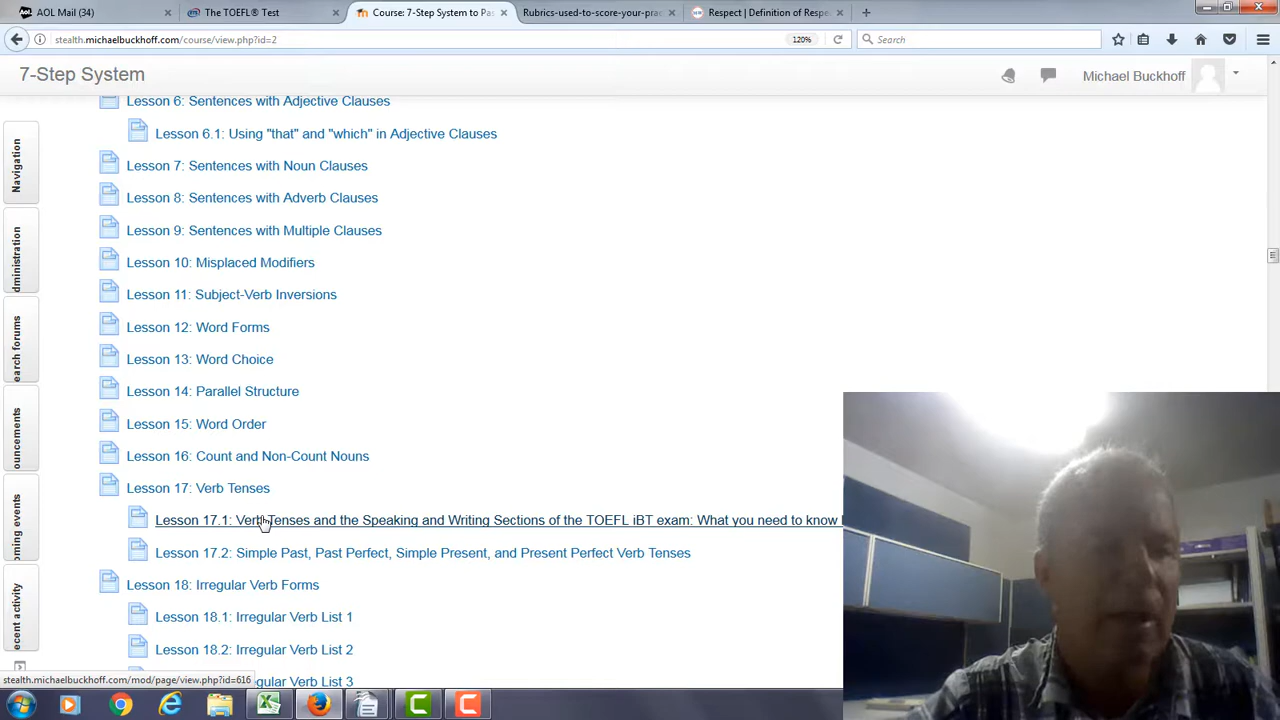 AOL Mail (34)
The TOEFL® Test
Course: 7-Step System to Pa
Rubrics-used-to-score-your-prac
Respect | Definition of Respe
stealth.michaelbuckhoff.com/course/view.php?id=2
120%
Search
7-Step System
Michael Buckhoff
Lesson 6: Sentences with Adjective Clauses
Lesson 6.1: Using "that" and "which" in Adjective Clauses
Lesson 7: Sentences with Noun Clauses
Lesson 8: Sentences with Adverb Clauses
Lesson 9: Sentences with Multiple Clauses
Lesson 10: Misplaced Modifiers
Lesson 11: Subject-Verb Inversions
Lesson 12: Word Forms
Lesson 13: Word Choice
Lesson 14: Parallel Structure
Lesson 15: Word Order
Lesson 16: Count and Non-Count Nouns
Lesson 17: Verb Tenses
Lesson 17.1: Verb Tenses and the Speaking and Writing Sections of the TOEFL iBT exam: What you need to know
Lesson 17.2: Simple Past, Past Perfect, Simple Present, and Present Perfect Verb Tenses
Lesson 18: Irregular Verb Forms
Lesson 18.1: Irregular Verb List 1
Lesson 18.2: Irregular Verb List 2
egular Verb List 3
stealth.michaelbuckhoff.com/mod/page/view.php?id=616
Navigation
dministration
earch forms
ouncements
oming events
ecent activity